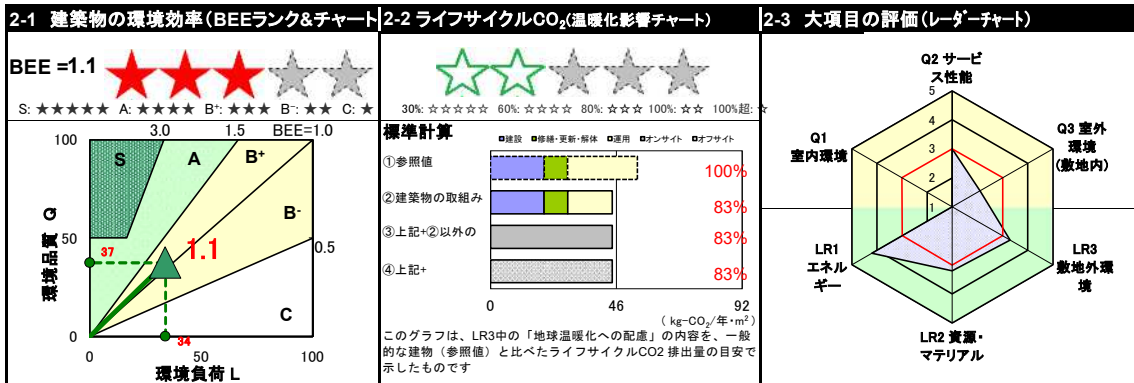 2-1 建築物の環境効率(BEEランク&チャート
BEE =1.1
S: ★★★★★ A: ★★★★ B⁺: ★★★ B⁻: ★★ C: ★
3.0 1.5 BEE=1.0
100
S
A
B⁺
B⁻
環境品質 Q
50
0.5
37
1.1
C
0
34
0 50 100
環境負荷 L
2-2 ライフサイクルCO₂(温暖化影響チャート)
30%: ☆☆☆☆☆ 60%: ☆☆☆☆ 80%: ☆☆☆ 100%: ☆☆ 100%超: ☆
標準計算
建設 修繕・更新・解体 運用 オンサイト オフサイト
①参照値 100%
②建築物の取組み 83%
③上記+②以外の 83%
④上記+ 83%
0 46 92
( kg-CO₂/年・m²)
このグラフは、LR3中の「地球温暖化への配慮」の内容を、一般
的な建物(参照値)と比べたライフサイクルCO2 排出量の目安で
示したものです
2-3 大項目の評価(レーダーチャート)
Q2 サービ
ス性能
5
4
3
2
1
Q1
室内環境
Q3 室外
環境
(敷地内)
LR1
エネル
ギー
LR3
敷地外環
境
LR2 資源・
マテリアル